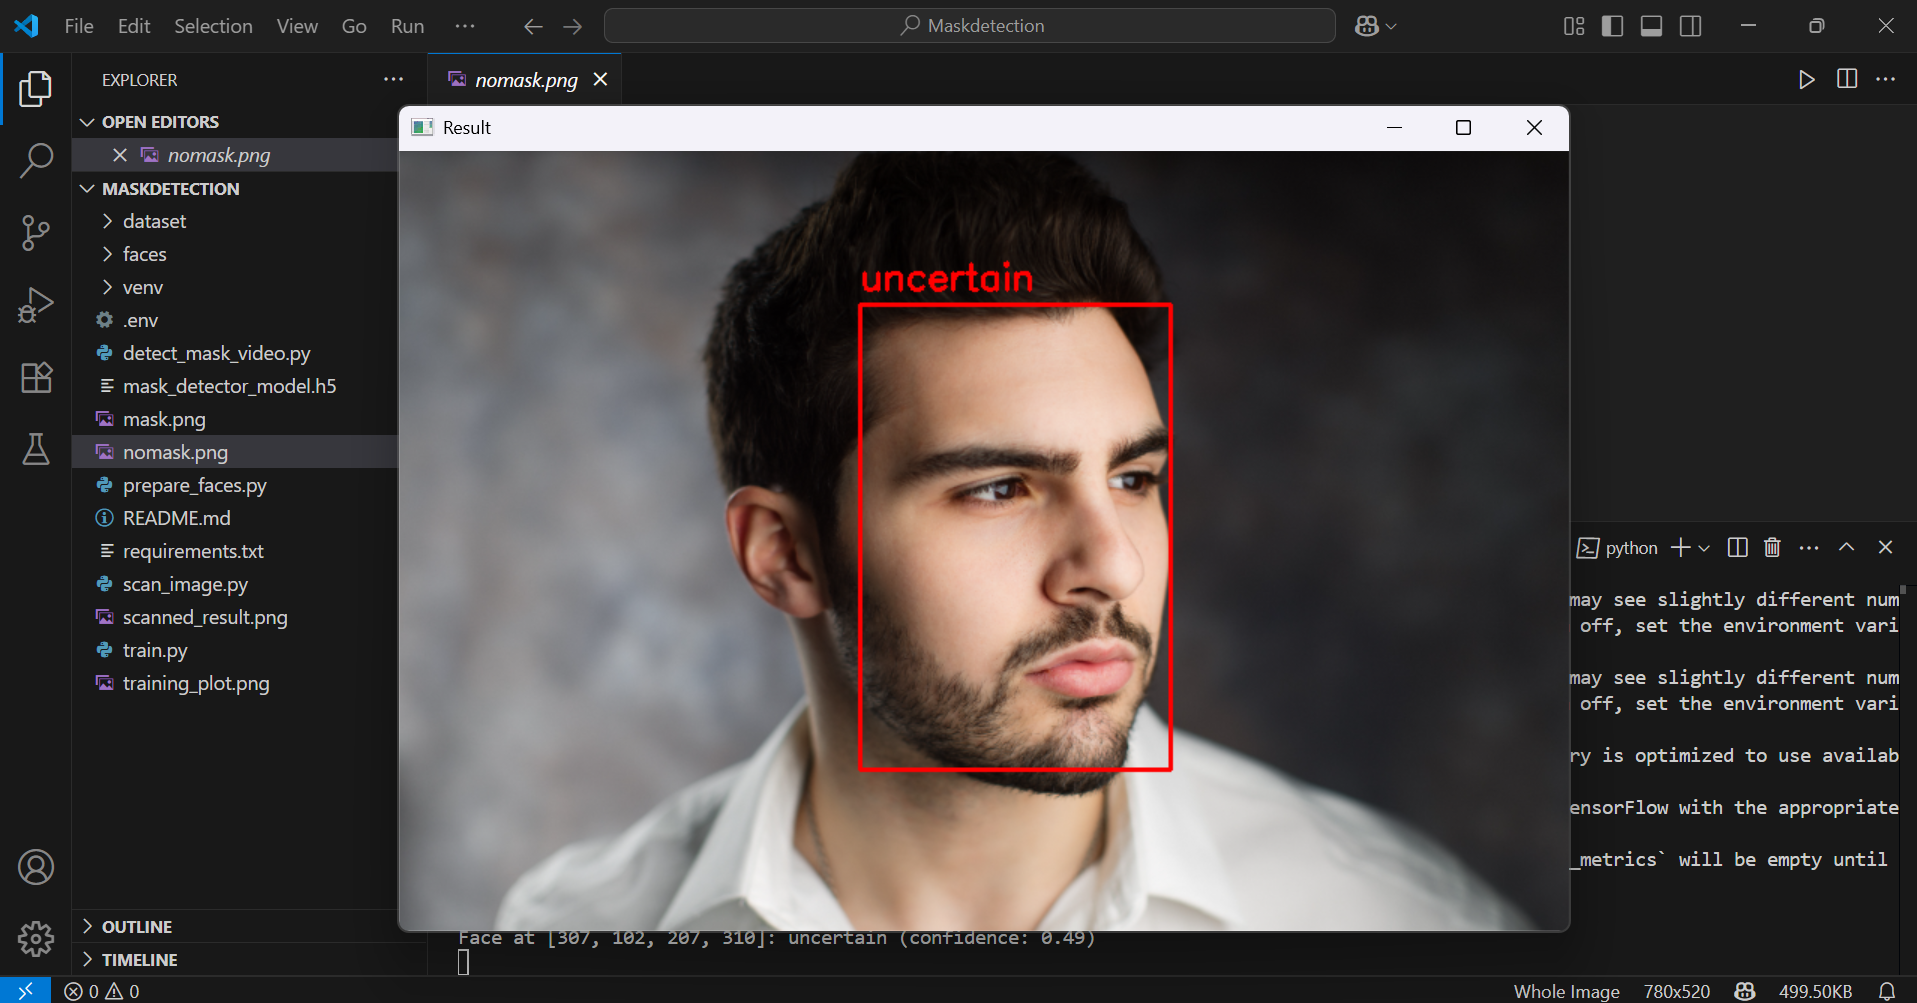 File Edit Selection View Go Run ··· Maskdetection
EXPLORER ···
nomask.png
OPEN EDITORS
nomask.png
MASKDETECTION
dataset
faces
venv
.env
detect_mask_video.py
mask_detector_model.h5
mask.png
nomask.png
prepare_faces.py
README.md
requirements.txt
scan_image.py
scanned_result.png
train.py
training_plot.png
OUTLINE
TIMELINE
Result
uncertain
python
may see slightly different num
off, set the environment vari
may see slightly different num
off, set the environment vari
ry is optimized to use availab
ensorFlow with the appropriate
_metrics` will be empty until
Face at [307, 102, 207, 310]: uncertain (confidence: 0.49)
0 0 Whole Image 780x520 499.50KB